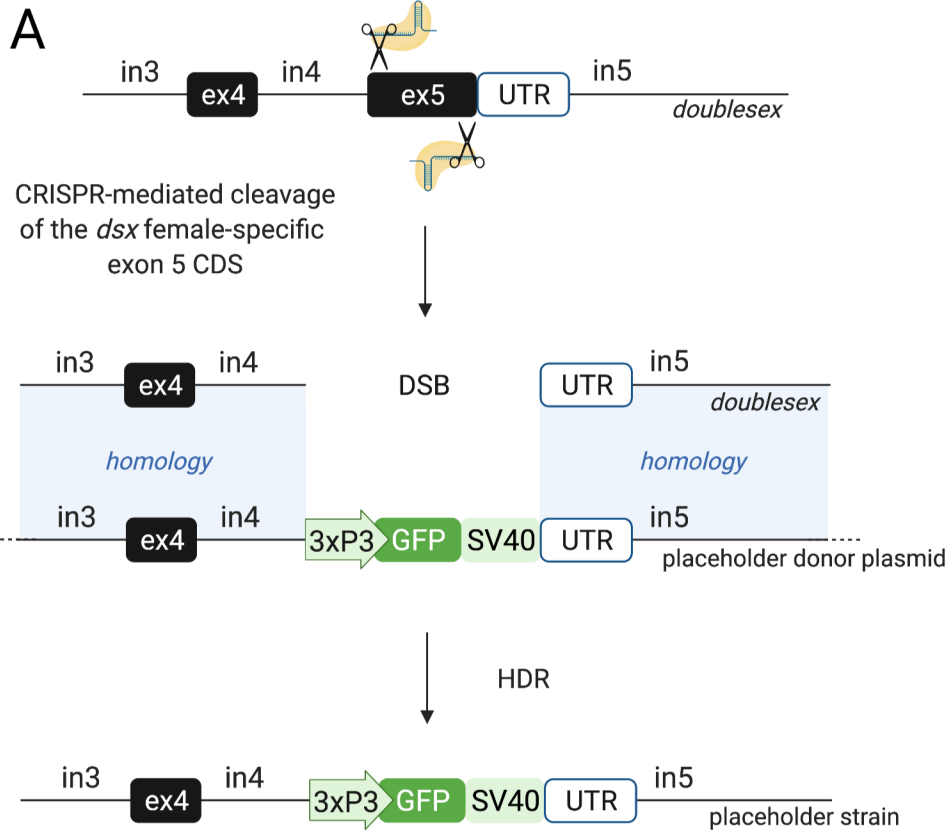 A
in3 ex4 in4 ex5 UTR in5
doublesex
CRISPR-mediated cleavage
of the dsx female-specific
exon 5 CDS
in3 ex4 in4 DSB UTR in5
doublesex
homology homology
in3 ex4 in4 3xP3 GFP SV40 UTR in5
placeholder donor plasmid
HDR
in3 ex4 in4 3xP3 GFP SV40 UTR in5
placeholder strain